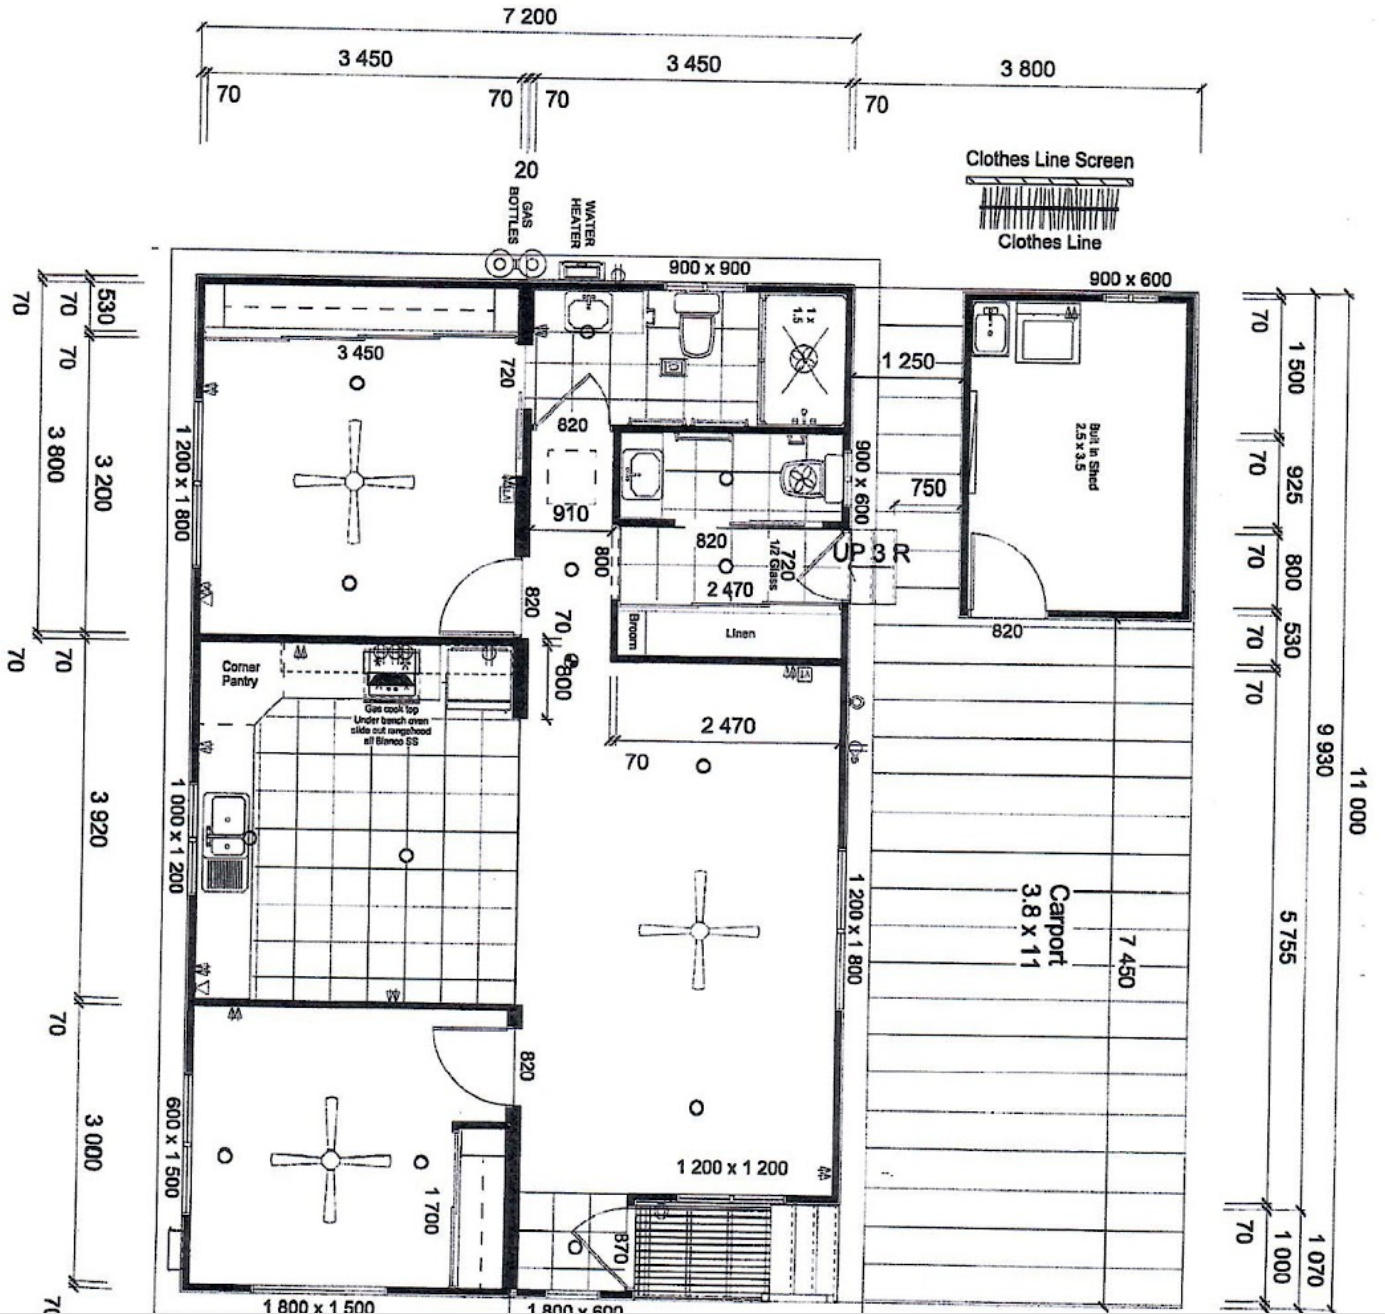 7 200
3 450
3 450
3 800
70
70
70
70
20
Clothes Line Screen
Clothes Line
GAS
BOTTLES
WATER
HEATER
900 x 900
900 x 600
530
70
70
70
3 450
720
1 x
1.5
1 250
70
1 500
3 800
3 200
1 200 x 1 800
820
900 x 600
Built in Shed
2.5 x 3.5
70
925
750
910
820
720
1/2 Glass
UP 3 R
800
2 470
70
800
820
70
Broom
Linen
820
70
530
70
70
70
Corner
Pantry
800
Gas cook top
Under bench oven
slide out rangehood
all Blanco SS
2 470
70
9 930
11 000
3 920
1 000 x 1 200
1 200 x 1 800
Carport
3.8 x 11
7 450
5 755
70
820
3 000
600 x 1 500
1 700
1 200 x 1 200
870
70
1 000
1 070
1 800 x 1 500
1 800 x 600